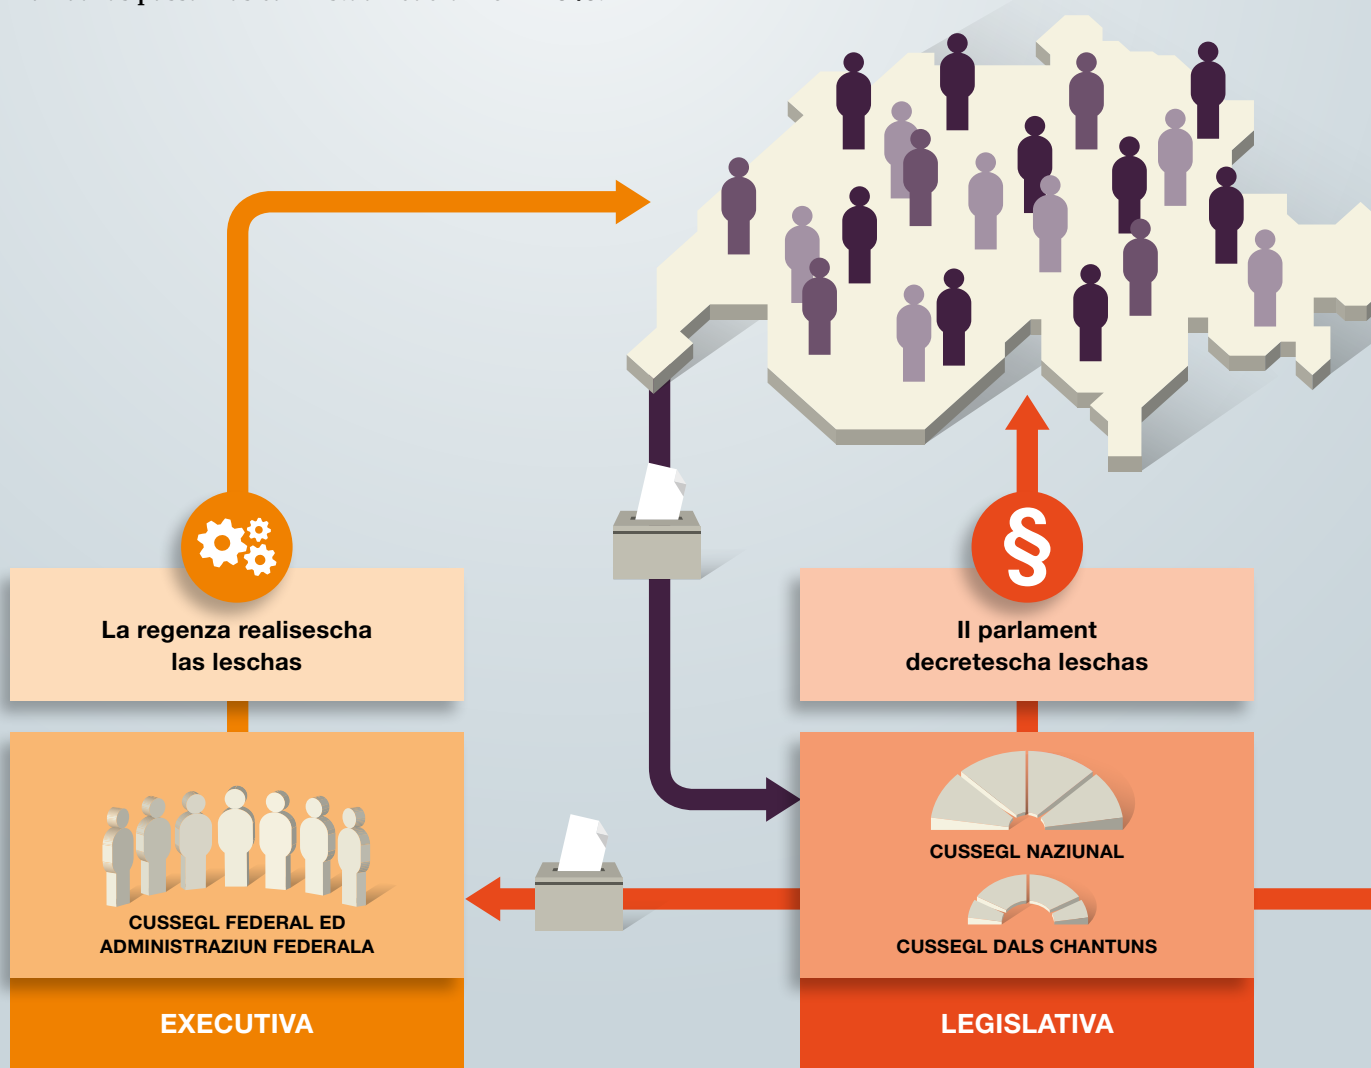 La regenza realisescha
las leschas
Il parlament
decretescha leschas
§
CUSSEGL FEDERAL ED
ADMINISTRAZIUN FEDERALA
CUSSEGL NAZIUNAL
CUSSEGL DALS CHANTUNS
EXECUTIVA
LEGISLATIVA